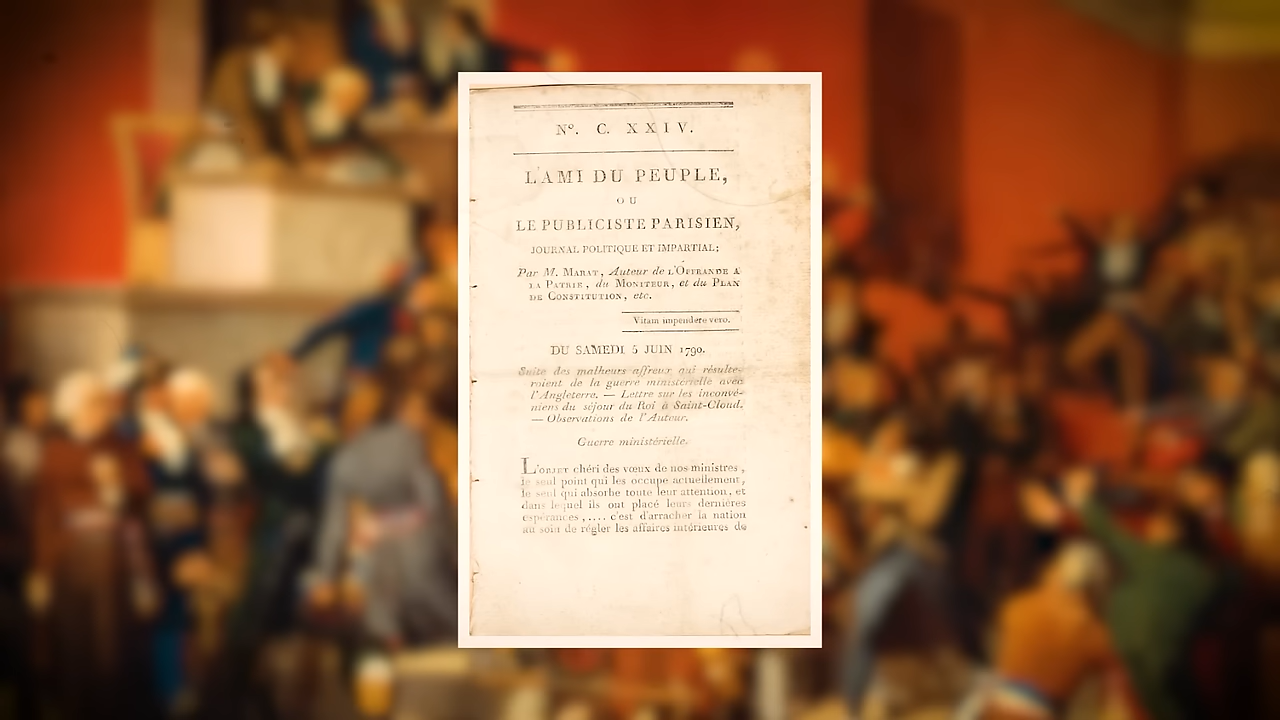 Nº. C. XXIV.
L'AMI DU PEUPLE,
OU
LE PUBLICISTE PARISIEN,
JOURNAL POLITIQUE ET IMPARTIAL;
Par M. MARAT, Auteur de L'OFFRANDE A
LA PATRIE, du MONITEUR, et du PLAN
DE CONSTITUTION, etc.
Vitam impendere vero.
DU SAMEDI 5 JUIN 1790.
Suite des malheurs affreux qui résulte-
roient de la guerre ministérielle avec
l'Angleterre. — Lettre sur les inconvé-
niens du séjour du Roi à Saint-Cloud.
— Observations de l'Auteur.
Guerre ministérielle.
L'OBJET chéri des vœux de nos ministres,
le seul point qui les occupe actuellement,
le seul qui absorbe toute leur attention, et
dans lequel ils ont placé leurs dernières
espérances,.... c'est d'arracher la nation
au soin de régler les affaires intérieures de